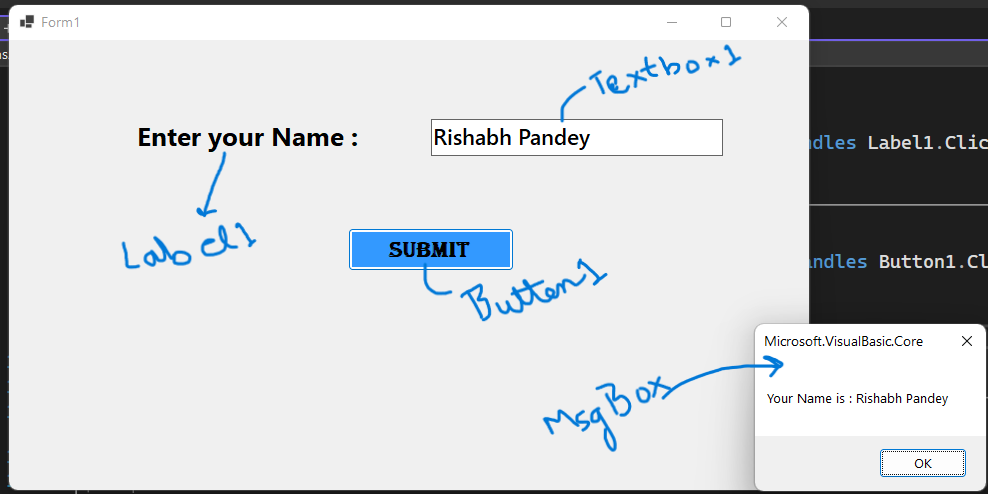 Form1
Textbox1
Enter your Name :
Rishabh Pandey
ndles Label1.Clic
Label1
SUBMIT
andles Button1.Cl
Button1
Microsoft.VisualBasic.Core
MsgBox
Your Name is : Rishabh Pandey
OK